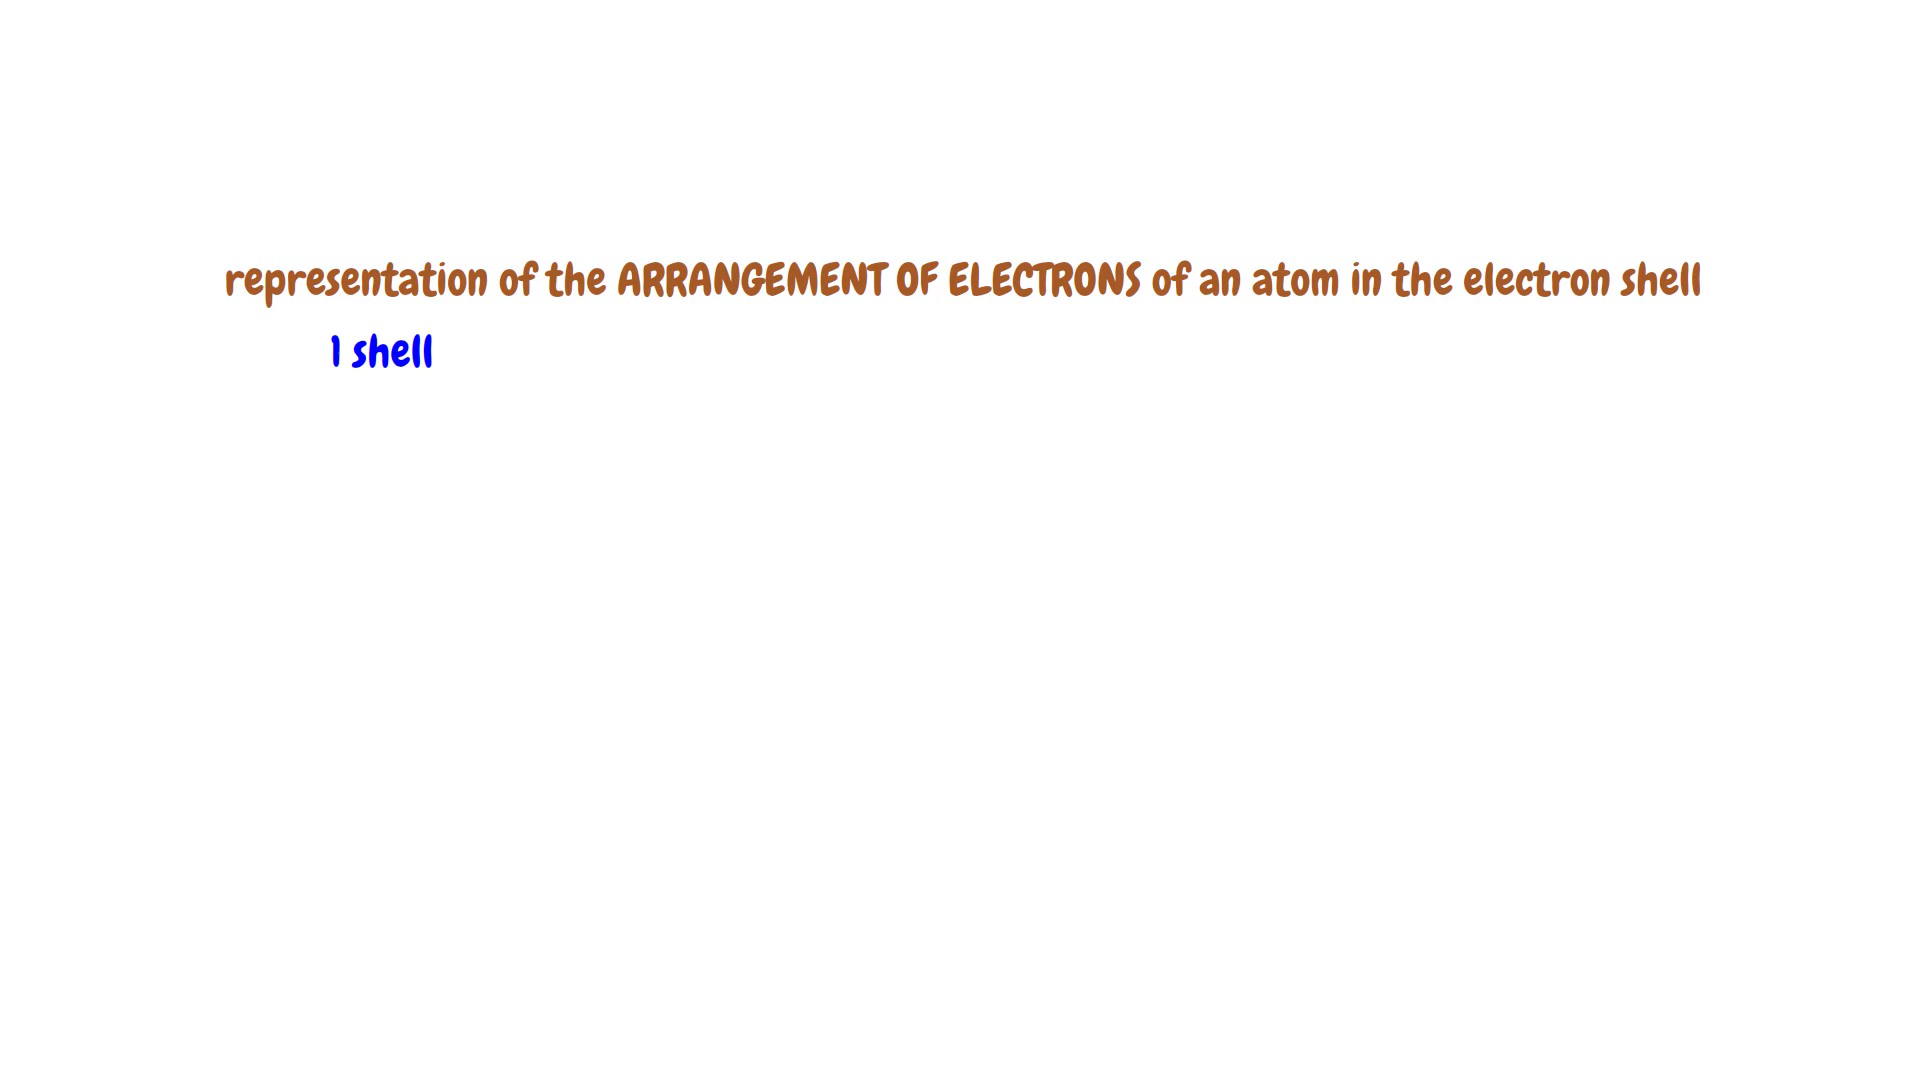 representation of the ARRANGEMENT OF ELECTRONS of an atom in the electron shell
1 shell